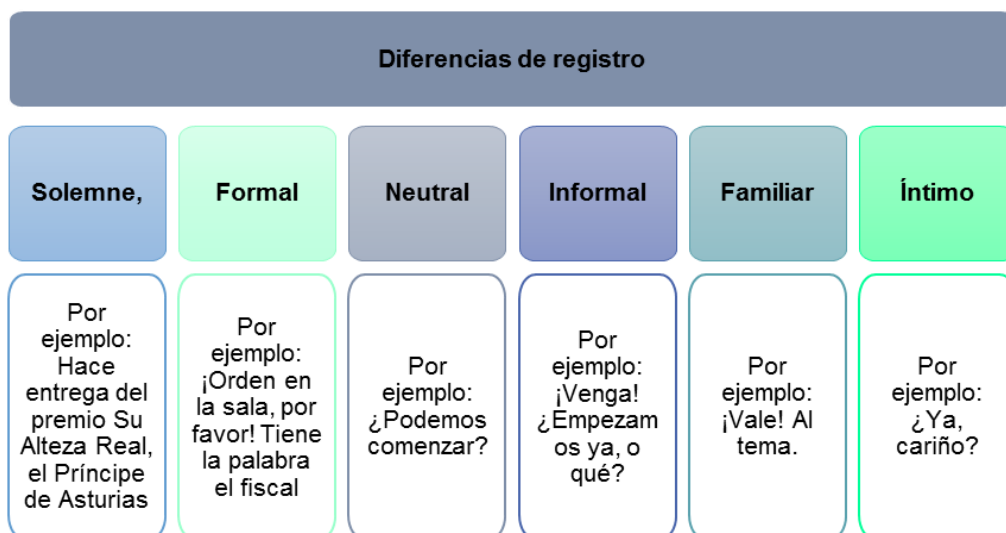 Diferencias de registro
Solemne,
Formal
Neutral
Informal
Familiar
Íntimo
Por
ejemplo:
Hace
entrega del
premio Su
Alteza Real,
el Príncipe
de Asturias
Por
ejemplo:
¡Orden en
la sala, por
favor! Tiene
la palabra
el fiscal
Por
ejemplo:
¿Podemos
comenzar?
Por
ejemplo:
¡Venga!
¿Empezam
os ya, o
qué?
Por
ejemplo:
¡Vale! Al
tema.
Por
ejemplo:
¿Ya,
cariño?